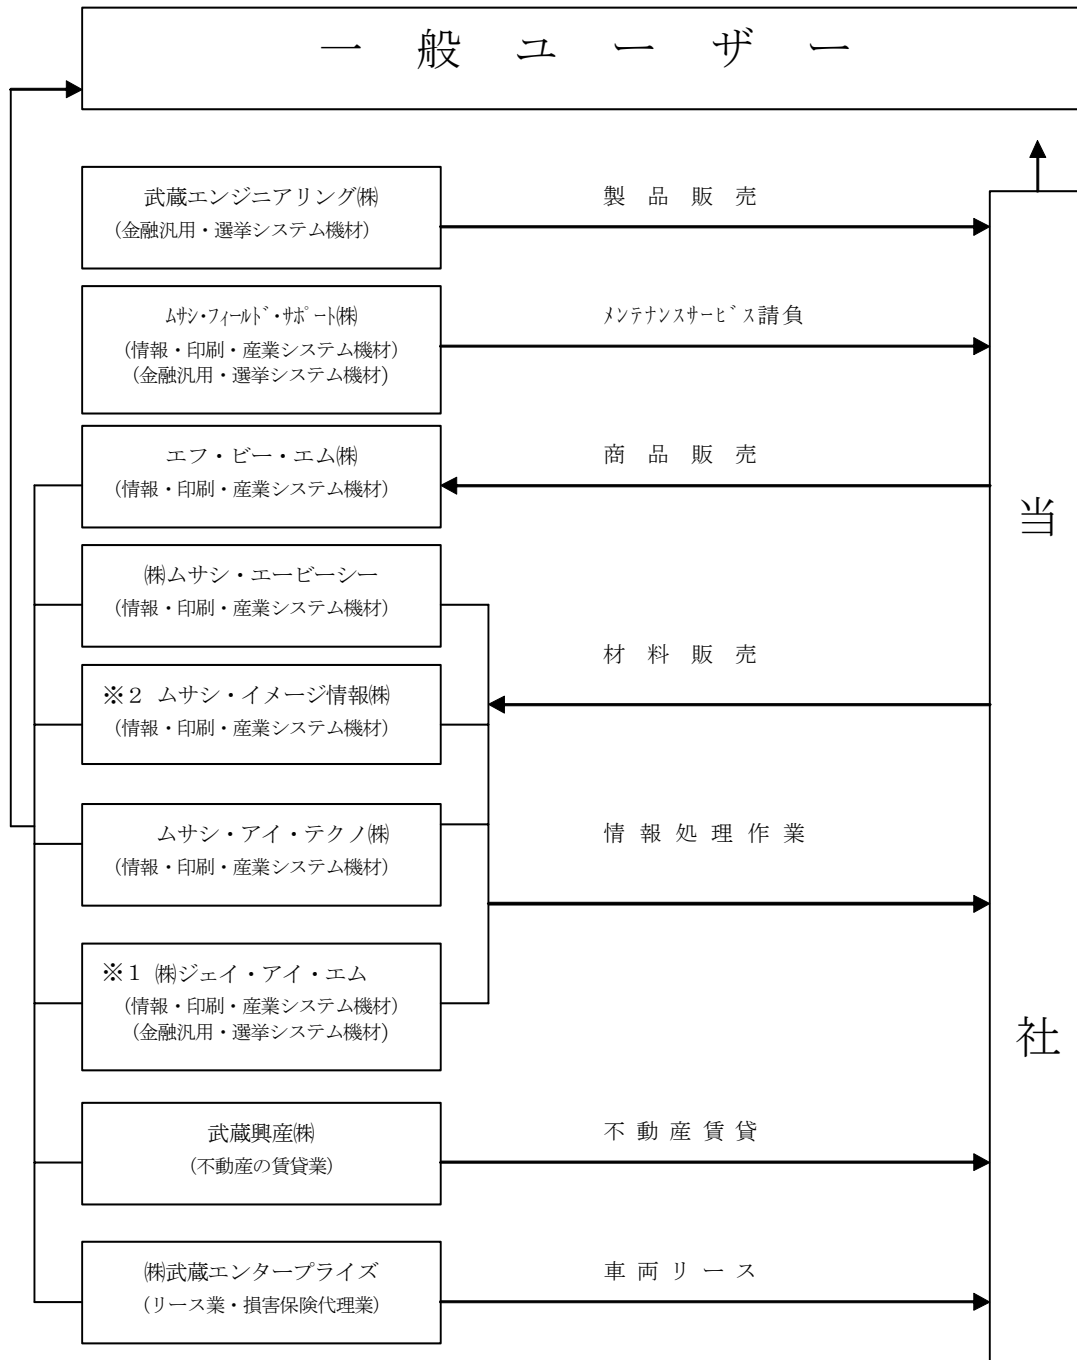 一般ユーザー
武蔵エンジニアリング㈱
(金融汎用・選挙システム機材)
製品販売
ﾑｻｼ・ﾌｨｰﾙﾄﾞ・ｻﾎﾟｰﾄ㈱
(情報・印刷・産業システム機材)
(金融汎用・選挙システム機材)
ﾒﾝﾃﾅﾝｽｻｰﾋﾞｽ請負
エフ・ビー・エム㈱
(情報・印刷・産業システム機材)
商品販売
㈱ムサシ・エービーシー
(情報・印刷・産業システム機材)
材料販売
※2 ムサシ・イメージ情報㈱
(情報・印刷・産業システム機材)
ムサシ・アイ・テクノ㈱
(情報・印刷・産業システム機材)
情報処理作業
※1 ㈱ジェイ・アイ・エム
(情報・印刷・産業システム機材)
(金融汎用・選挙システム機材)
武蔵興産㈱
(不動産の賃貸業)
不動産賃貸
㈱武蔵エンタープライズ
(リース業・損害保険代理業)
車両リース
当社